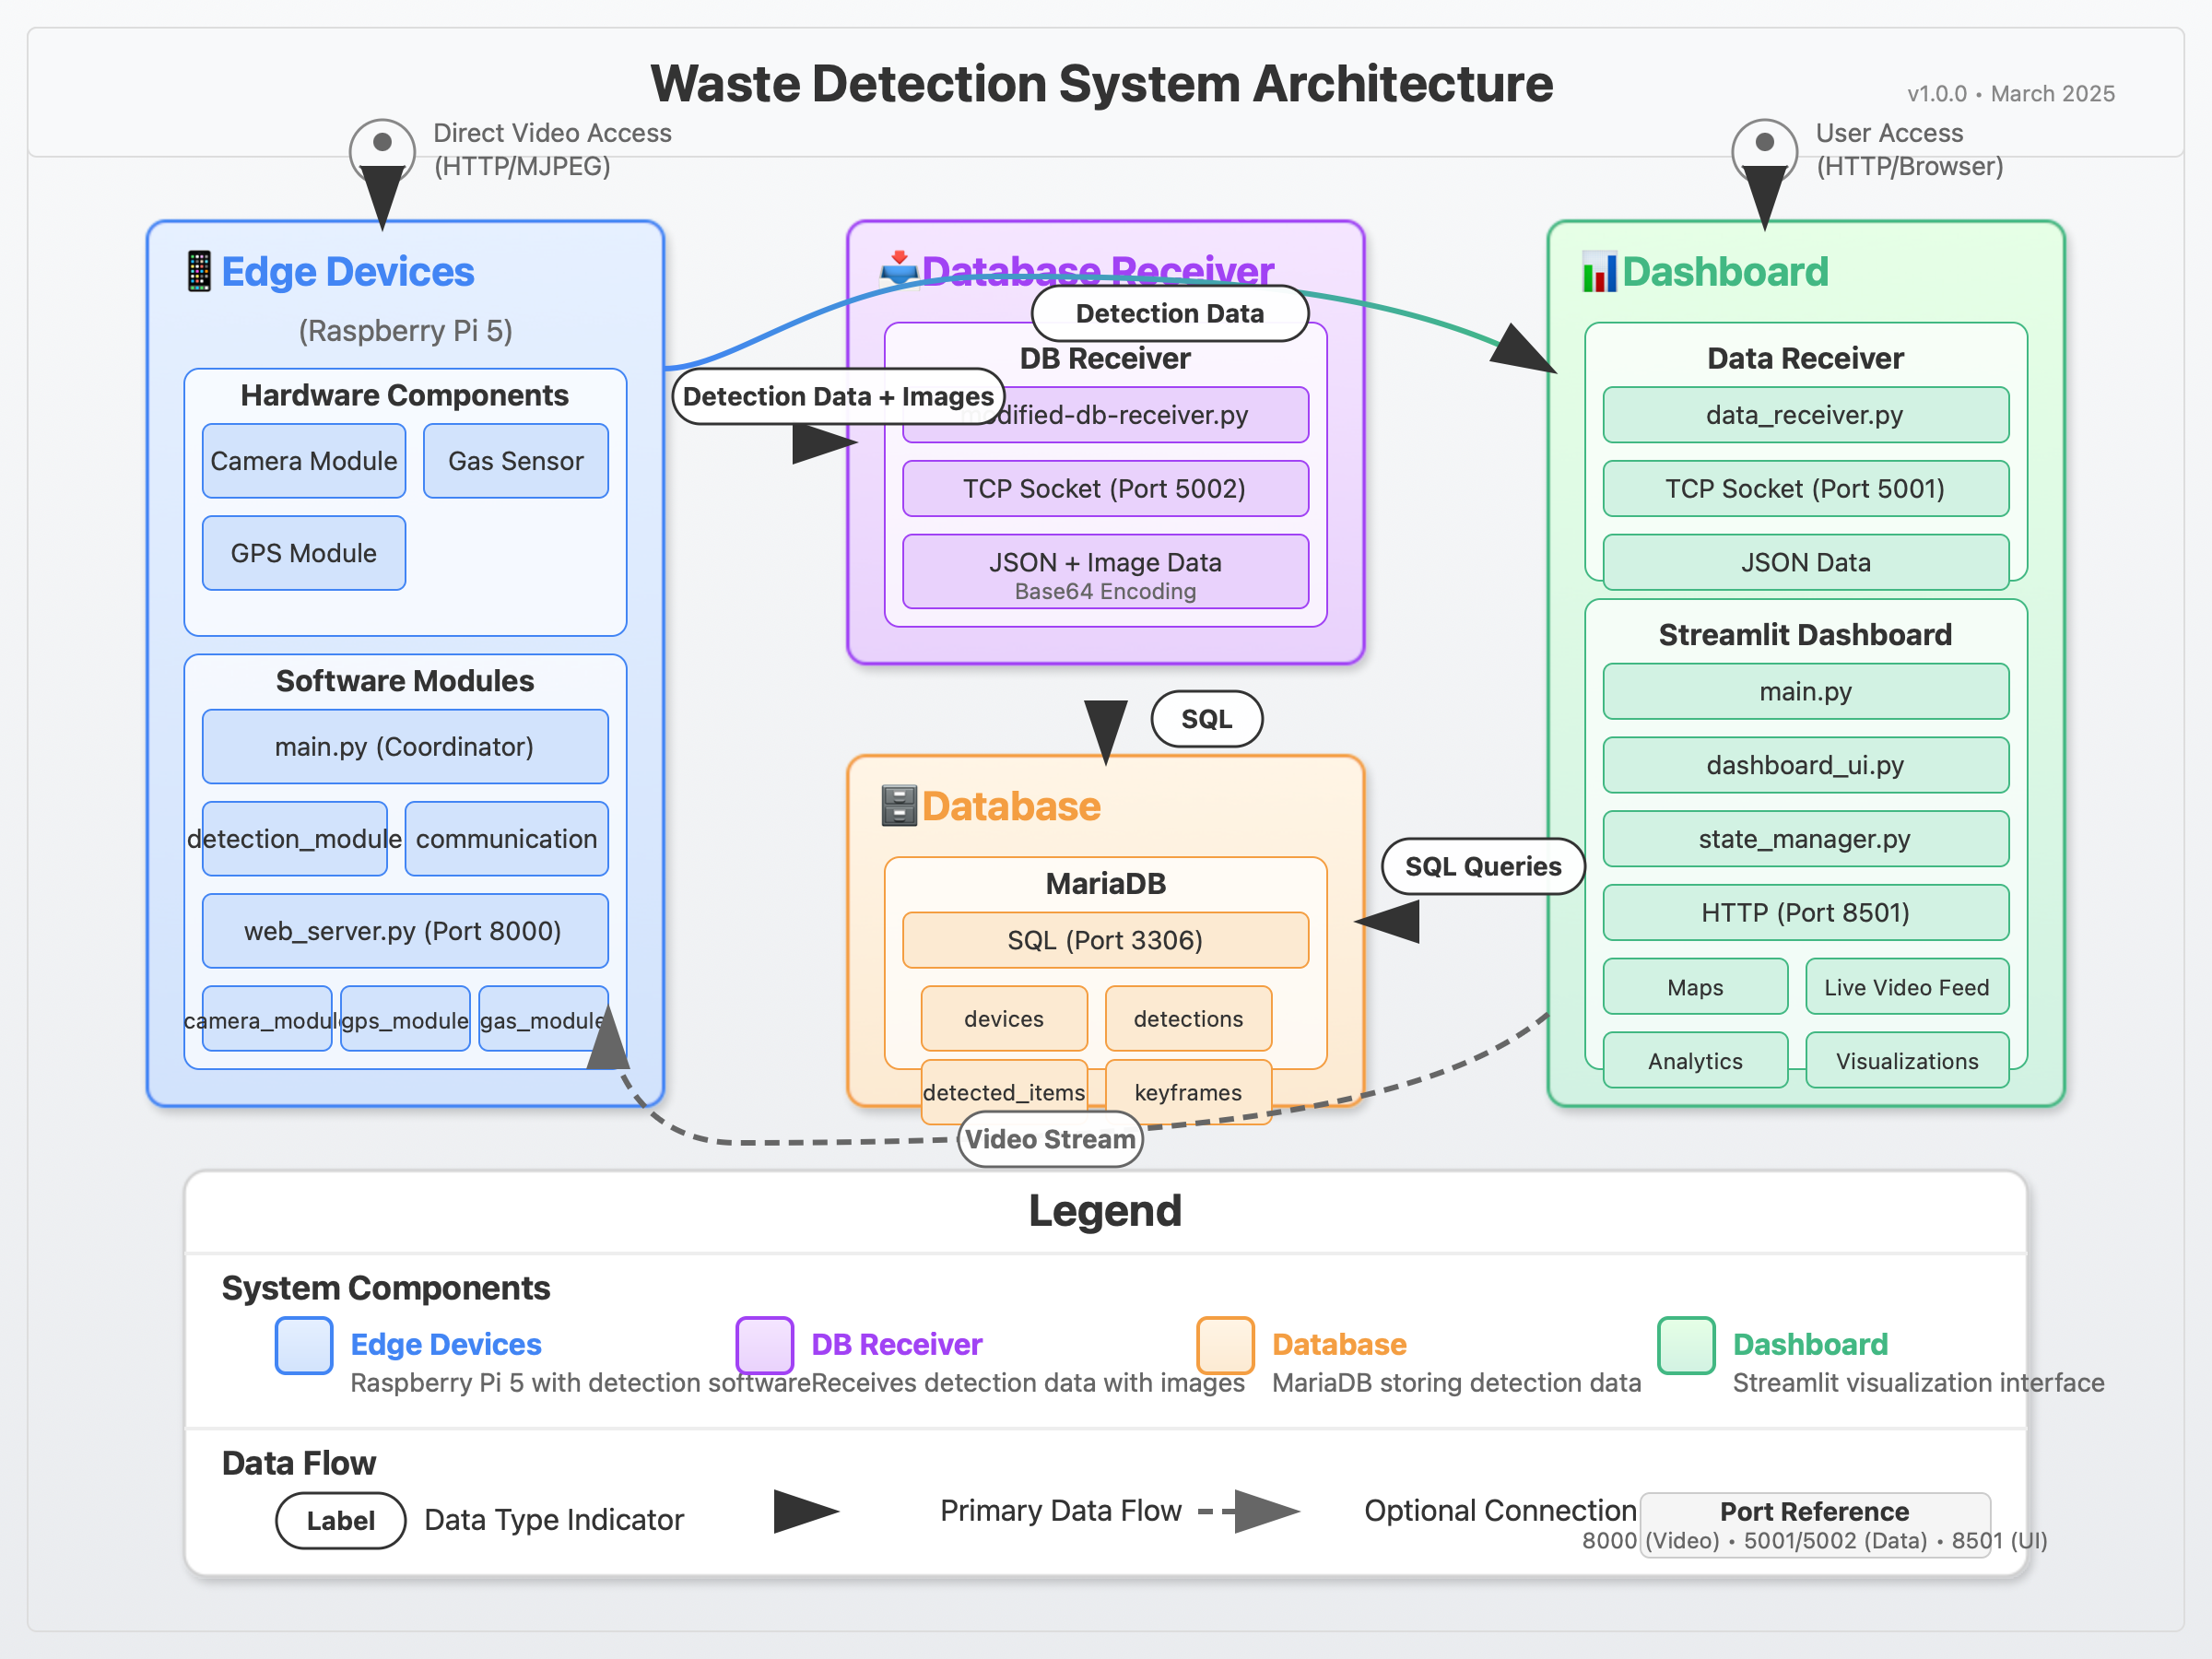 Waste Detection System Architecture
v1.0.0 • March 2025
Direct Video Access
(HTTP/MJPEG)
User Access
(HTTP/Browser)
Edge Devices
(Raspberry Pi 5)
Hardware Components
Camera Module
Gas Sensor
GPS Module
Software Modules
main.py (Coordinator)
detection_module
communication
web_server.py (Port 8000)
camera_modul
gps_module
gas_module
Detection Data + Images
Database Receiver
Detection Data
DB Receiver
odified-db-receiver.py
TCP Socket (Port 5002)
JSON + Image Data
Base64 Encoding
SQL
Database
MariaDB
SQL (Port 3306)
devices
detections
detected_items
keyframes
SQL Queries
Video Stream
Dashboard
Data Receiver
data_receiver.py
TCP Socket (Port 5001)
JSON Data
Streamlit Dashboard
main.py
dashboard_ui.py
state_manager.py
HTTP (Port 8501)
Maps
Live Video Feed
Analytics
Visualizations
Legend
System Components
Edge Devices
Raspberry Pi 5 with detection software
DB Receiver
Receives detection data with images
Database
MariaDB storing detection data
Dashboard
Streamlit visualization interface
Data Flow
Label
Data Type Indicator
Primary Data Flow
Optional Connection
Port Reference
8000 (Video) • 5001/5002 (Data) • 8501 (UI)